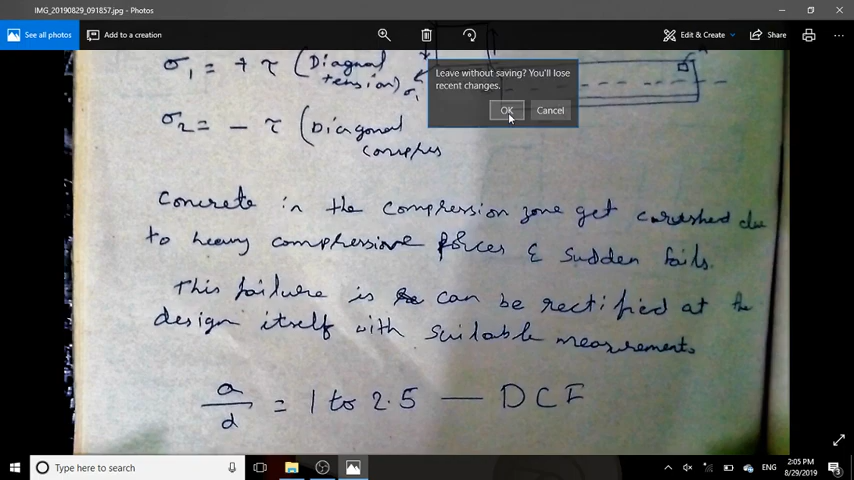 IMG_20190829_091857.jpg - Photos
See all photos
Add to a creation
Edit & Create
Share
σ₁ = + τ (Diagonal
tension)
σ₁
Leave without saving? You'll lose
recent changes.
OK
Cancel
σ₂ = - τ (Diagonal
compres
concrete in the compression zone get crushed due
to heavy compressive forces & sudden fails.
This failure is can be rectified at the
design itself with suitable measurements
a/d = 1 to 2.5 — DCF
Type here to search
ENG
2:05 PM
8/29/2019
3